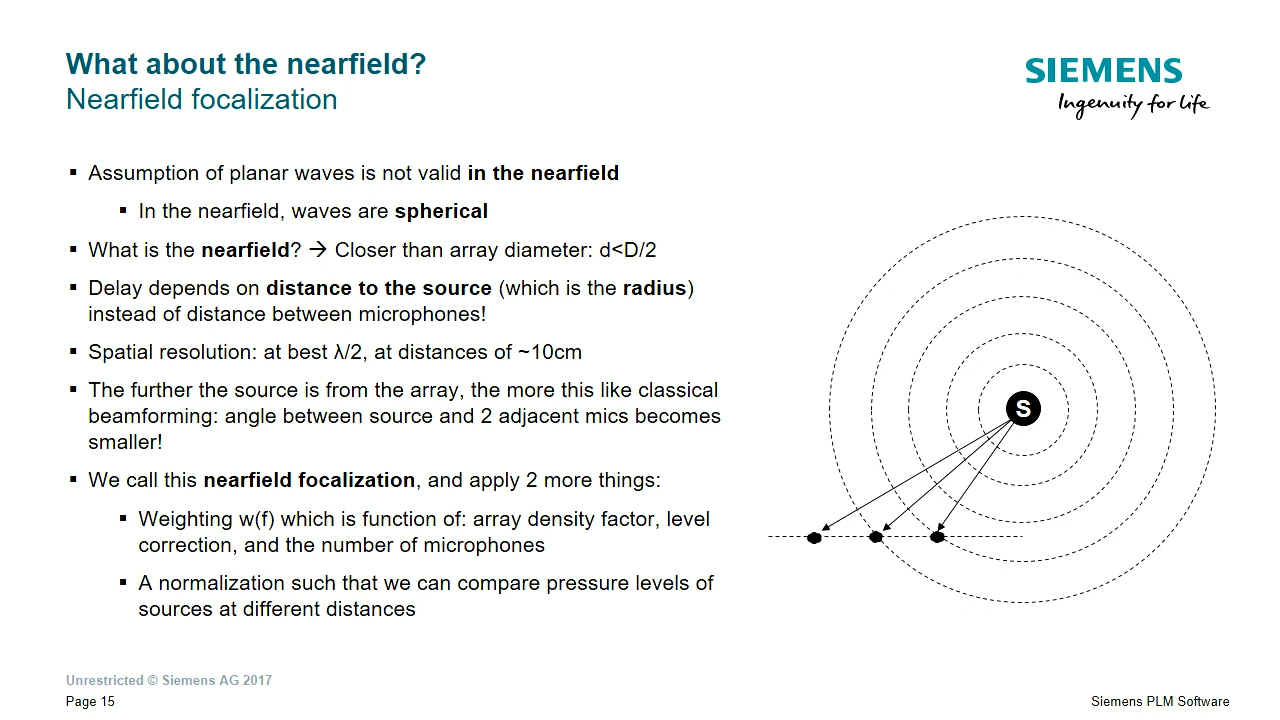 What about the nearfield?
Nearfield focalization
SIEMENS
Ingenuity for life
▪ Assumption of planar waves is not valid in the nearfield
▪ In the nearfield, waves are spherical
▪ What is the nearfield? → Closer than array diameter: d<D/2
▪ Delay depends on distance to the source (which is the radius)
instead of distance between microphones!
▪ Spatial resolution: at best λ/2, at distances of ~10cm
▪ The further the source is from the array, the more this like classical
beamforming: angle between source and 2 adjacent mics becomes
smaller!
▪ We call this nearfield focalization, and apply 2 more things:
▪ Weighting w(f) which is function of: array density factor, level
correction, and the number of microphones
▪ A normalization such that we can compare pressure levels of
sources at different distances
S
Unrestricted © Siemens AG 2017
Page 15
Siemens PLM Software